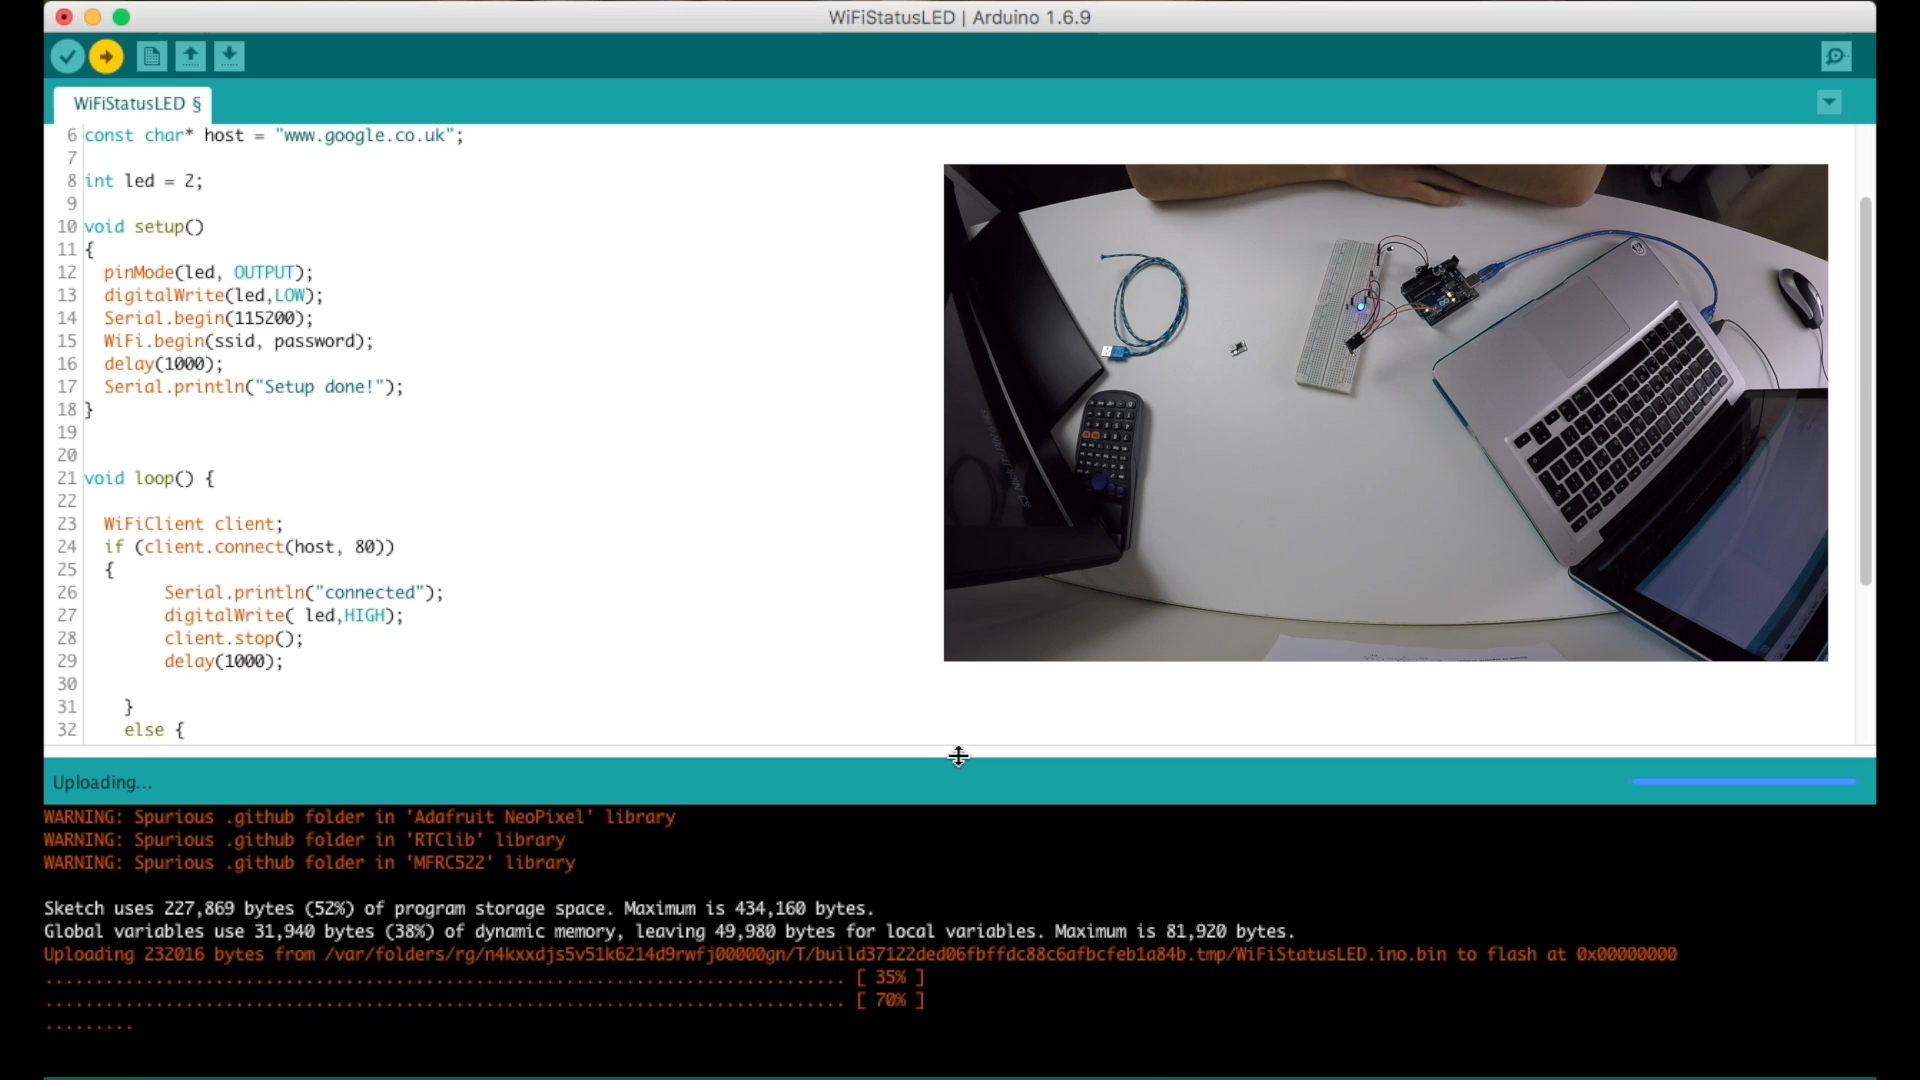 WiFiStatusLED | Arduino 1.6.9
WiFiStatusLED §
6 const char* host = "www.google.co.uk";
7
8 int led = 2;
9
10 void setup()
11 {
12 pinMode(led, OUTPUT);
13 digitalWrite(led,LOW);
14 Serial.begin(115200);
15 WiFi.begin(ssid, password);
16 delay(1000);
17 Serial.println("Setup done!");
18 }
19
20
21 void loop() {
22
23 WiFiClient client;
24 if (client.connect(host, 80))
25 {
26 Serial.println("connected");
27 digitalWrite( led,HIGH);
28 client.stop();
29 delay(1000);
30
31 }
32 else {
Uploading...
WARNING: Spurious .github folder in 'Adafruit NeoPixel' library
WARNING: Spurious .github folder in 'RTClib' library
WARNING: Spurious .github folder in 'MFRC522' library
Sketch uses 227,869 bytes (52%) of program storage space. Maximum is 434,160 bytes.
Global variables use 31,940 bytes (38%) of dynamic memory, leaving 49,980 bytes for local variables. Maximum is 81,920 bytes.
Uploading 232016 bytes from /var/folders/rg/n4kxxdjs5v51k6214d9rwfj00000gn/T/build37122ded06fbffdc88c6afbcfeb1a84b.tmp/WiFiStatusLED.ino.bin to flash at 0x00000000
................................................................................ [ 35% ]
................................................................................ [ 70% ]
.........